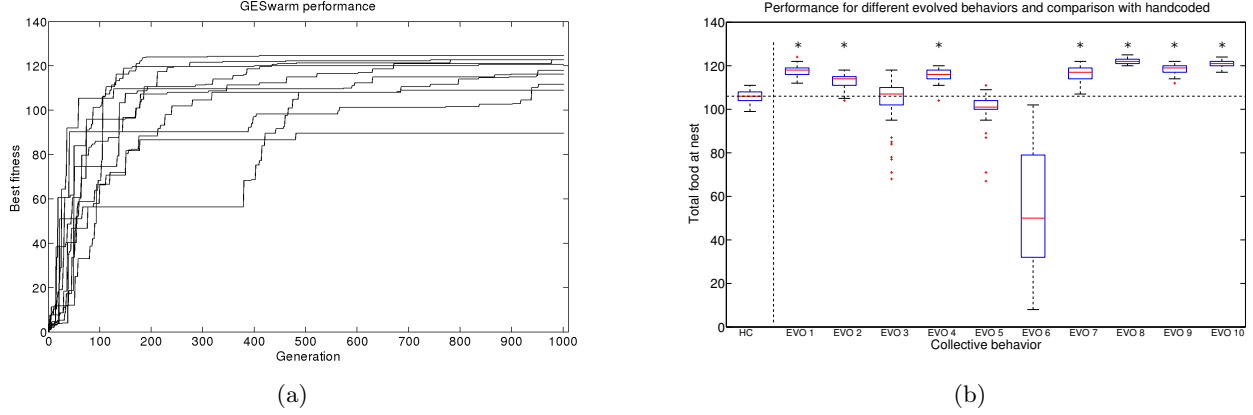 GESwarm performance
140
120
100
80
60
40
20
0
Best fitness
0 100 200 300 400 500 600 700 800 900 1000
Generation
(a)
Performance for different evolved behaviors and comparison with handcoded
140
120
100
80
60
40
20
0
Total food at nest
* * * * * * *
HC EVO 1 EVO 2 EVO 3 EVO 4 EVO 5 EVO 6 EVO 7 EVO 8 EVO 9 EVO 10
Collective behavior
(b)